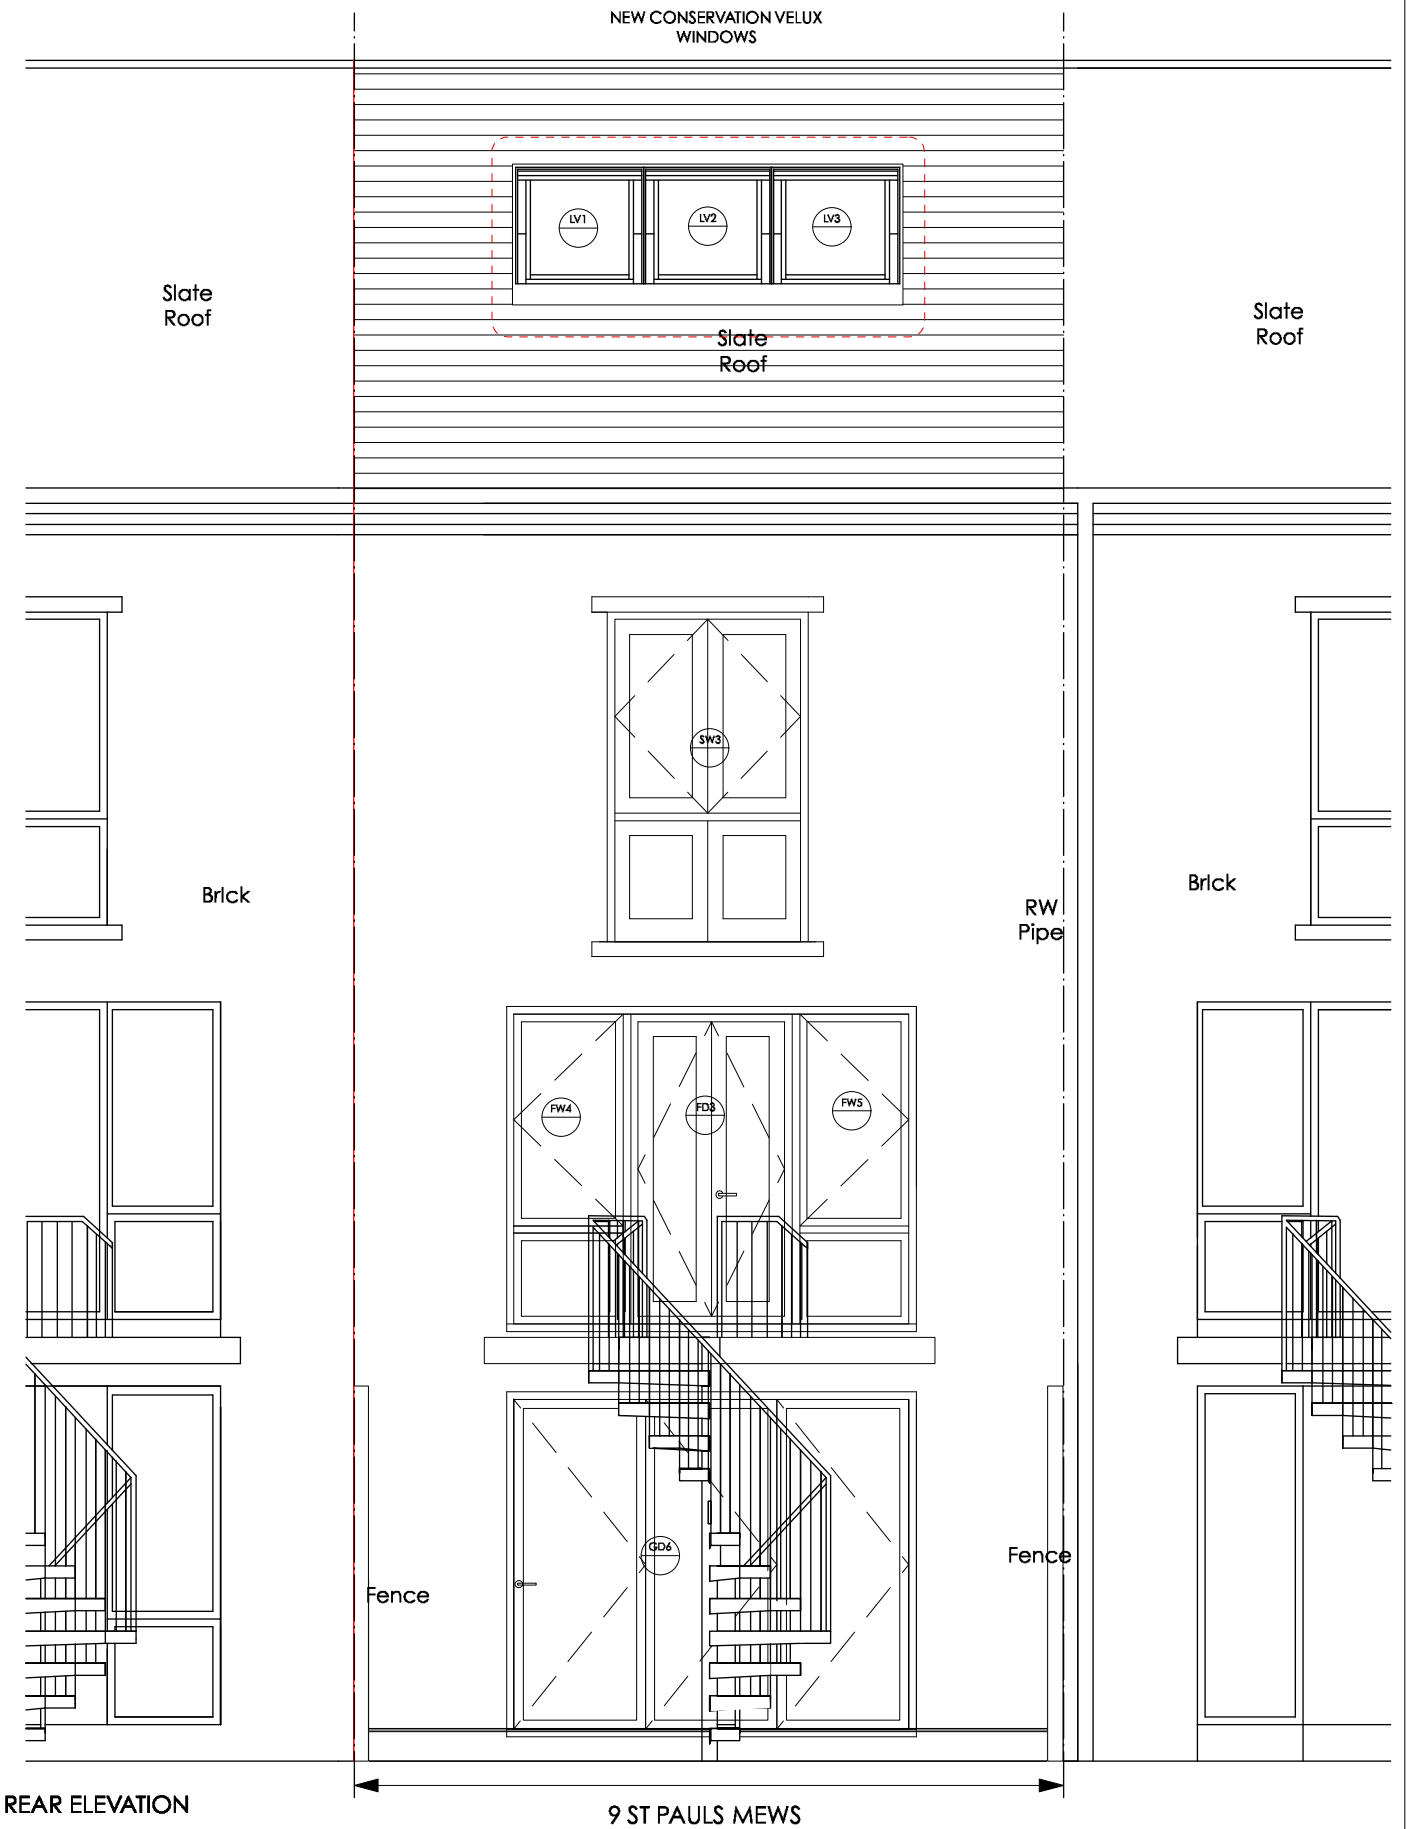 NEW CONSERVATION VELUX
WINDOWS
LV1
LV2
LV3
Slate
Roof
Slate
Roof
Slate
Roof
SW3
Brick
Brick
RW
Pipe
FW4
FD3
FW5
GD6
Fence
Fence
REAR ELEVATION
9 ST PAULS MEWS